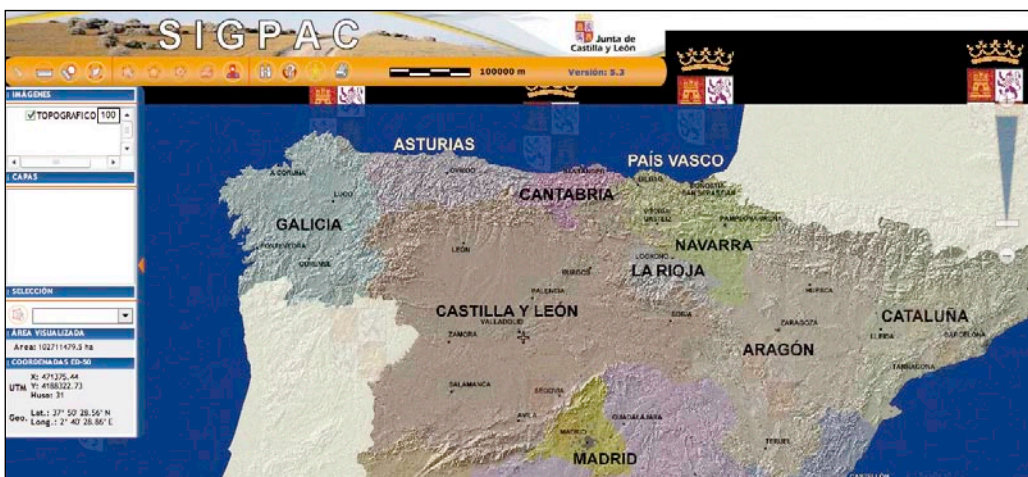 SIGPAC
Junta de
Castilla y León
100000 m
Versión: 5.3
IMÁGENES
TOPOGRAFICO 100
CAPAS
SELECCIÓN
ÁREA VISUALIZADA
Área: 102711479.5 ha
COORDENADAS ED-50
UTM
X: 471375.44
Y: 4188322.73
Huso: 31
Geo.
Lat.: 37° 50' 28.56" N
Long.: 2° 40' 28.86" E
ASTURIAS
PAÍS VASCO
A CORUÑA
OVIEDO
SANTANDER
BILBAO
DONOSTIA
SAN SEBASTIAN
LUGO
CANTABRIA
GALICIA
VITORIA
GASTEIZ
PAMPLONA/IRUÑA
PONTEVEDRA
LEÓN
NAVARRA
OURENSE
LOGROÑO
BURGOS
LA RIOJA
HUESCA
PALENCIA
CASTILLA Y LEÓN
CATALUÑA
VALLADOLID
SORIA
ZAMORA
ZARAGOZA
LLEIDA
BARCELONA
ARAGÓN
TARRAGONA
SALAMANCA
SEGOVIA
AVILA
GUADALAJARA
MADRID
TERUEL
MADRID
CASTELLÓN